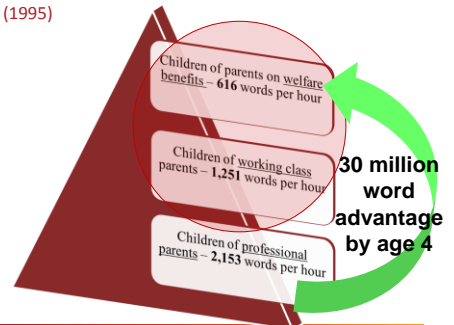 (1995)
Children of parents on welfare
benefits – 616 words per hour
Children of working class
parents – 1,251 words per hour
Children of professional
parents – 2,153 words per hour
30 million
word
advantage
by age 4